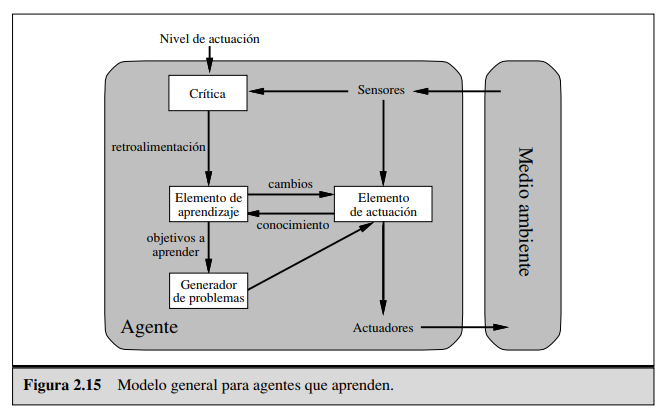 Nivel de actuación
Crítica
Sensores
retroalimentación
Medio ambiente
cambios
Elemento de
aprendizaje
Elemento
de actuación
conocimiento
objetivos a
aprender
Generador
de problemas
Agente
Actuadores
Figura 2.15 Modelo general para agentes que aprenden.